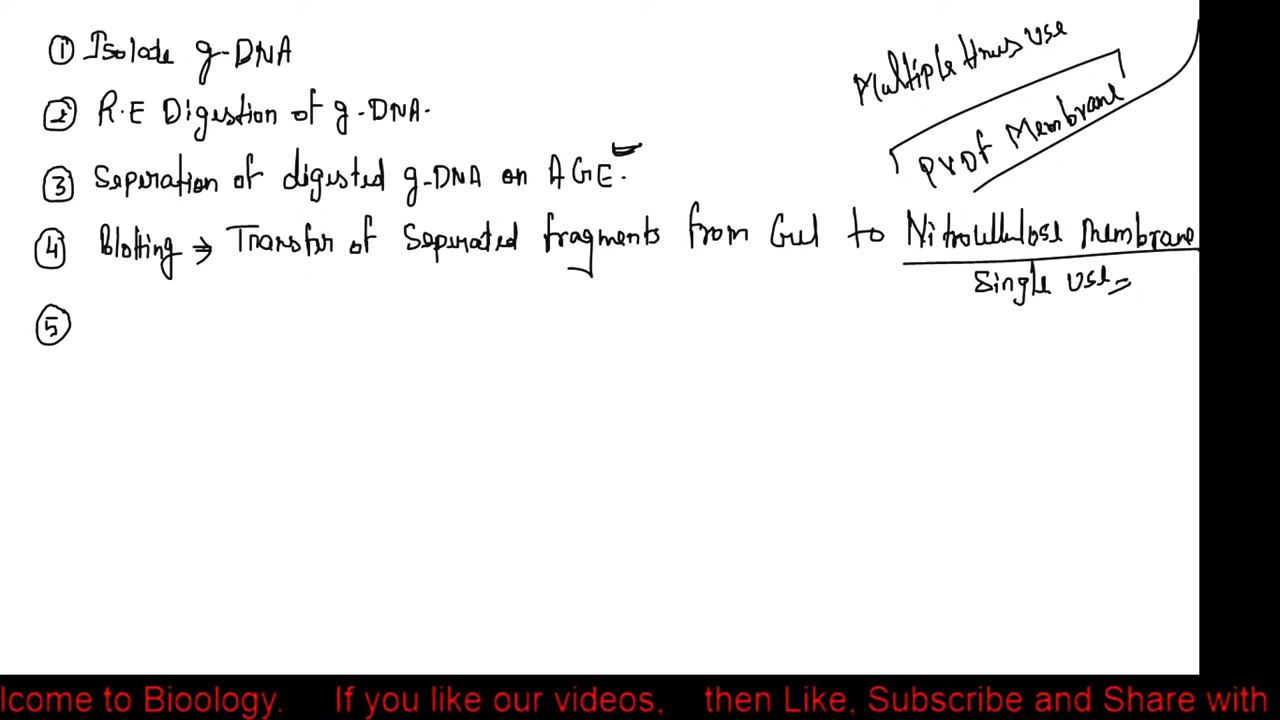 ① Isolate g-DNA
② R.E Digestion of g-DNA.
③ Seperation of digested g-DNA on AGE.
④ Blotting → Transfer of Seperated fragments from Gel to Nitrocellulose Membrane
Single use
Multiple times use
PVDF Membrane
⑤
lcome to Bioology. If you like our videos, then Like, Subscribe and Share with